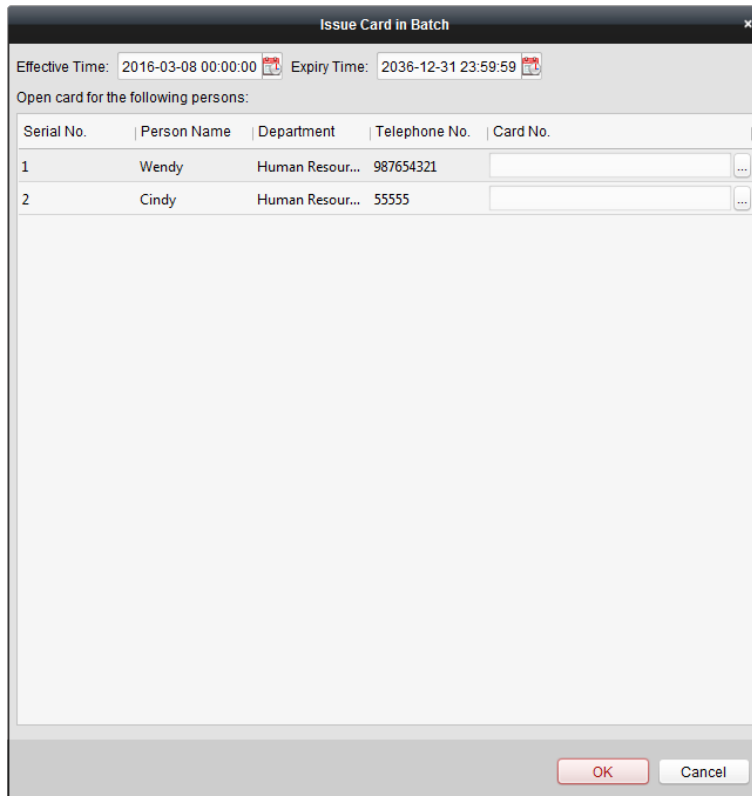 Issue Card in Batch ×
Effective Time: 2016-03-08 00:00:00 Expiry Time: 2036-12-31 23:59:59
Open card for the following persons:
Serial No. Person Name Department Telephone No. Card No.
1 Wendy Human Resour... 987654321 ...
2 Cindy Human Resour... 55555 ...
OK Cancel